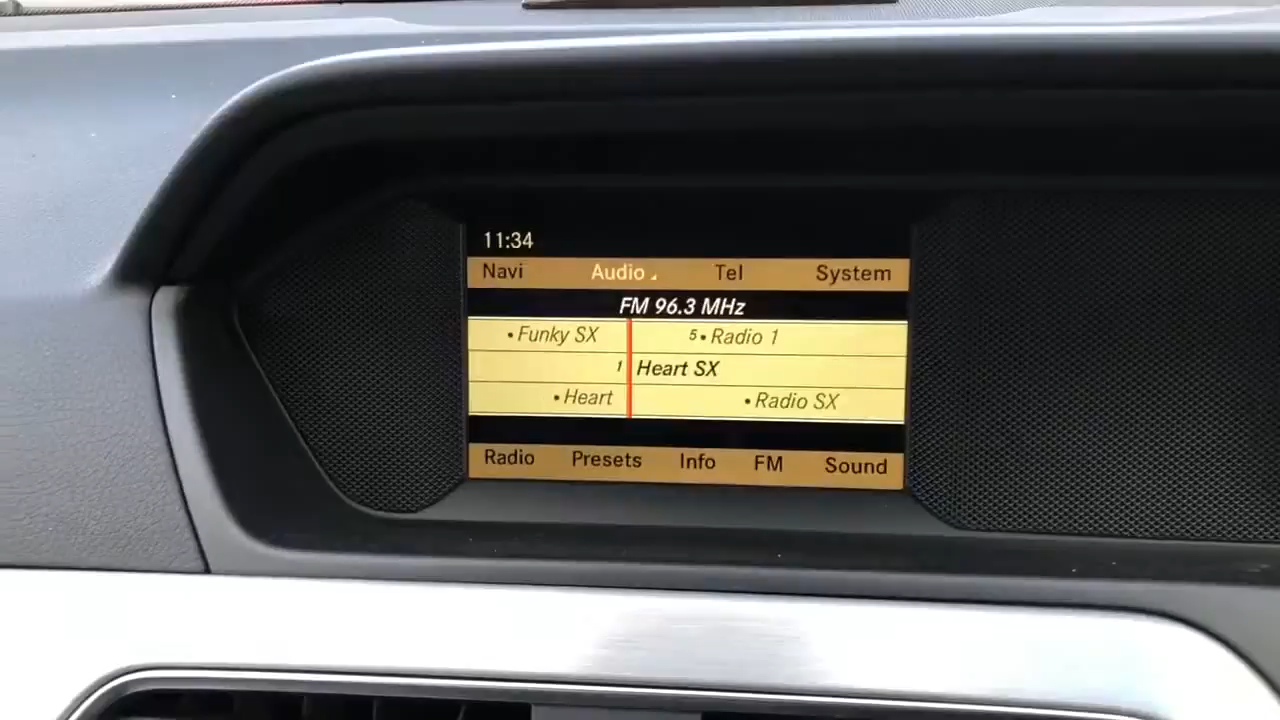 11:34
Navi Audio Tel System
FM 96.3 MHz
•Funky SX 5•Radio 1
1 Heart SX
•Heart •Radio SX
Radio Presets Info FM Sound